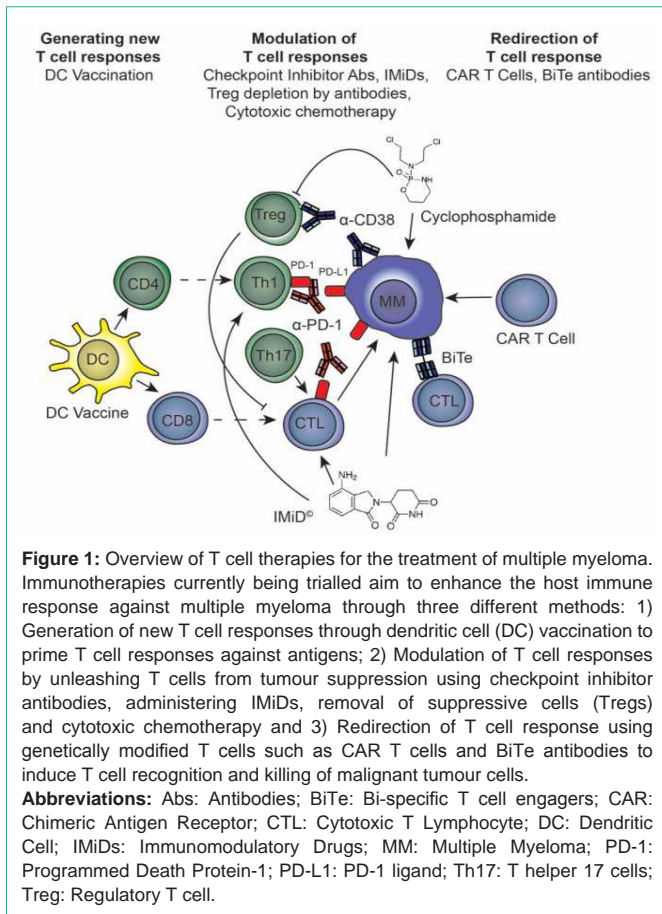 Generating new
T cell responses
DC Vaccination
Modulation of
T cell responses
Checkpoint Inhibitor Abs, IMiDs,
Treg depletion by antibodies,
Cytotoxic chemotherapy
Redirection of
T cell response
CAR T Cells, BiTe antibodies
Cl
Cl
N
O
P
NH
O
Cyclophosphamide
Treg
α-CD38
PD-1
PD-L1
CD4
Th1
MM
α-PD-1
CAR T Cell
DC
Th17
BiTe
DC Vaccine
CD8
CTL
CTL
NH₂
N
O
O
NH
O
IMiD©
Figure 1: Overview of T cell therapies for the treatment of multiple myeloma.
Immunotherapies currently being trialled aim to enhance the host immune
response against multiple myeloma through three different methods: 1)
Generation of new T cell responses through dendritic cell (DC) vaccination to
prime T cell responses against antigens; 2) Modulation of T cell responses
by unleashing T cells from tumour suppression using checkpoint inhibitor
antibodies, administering IMiDs, removal of suppressive cells (Tregs)
and cytotoxic chemotherapy and 3) Redirection of T cell response using
genetically modified T cells such as CAR T cells and BiTe antibodies to
induce T cell recognition and killing of malignant tumour cells.
Abbreviations: Abs: Antibodies; BiTe: Bi-specific T cell engagers; CAR:
Chimeric Antigen Receptor; CTL: Cytotoxic T Lymphocyte; DC: Dendritic
Cell; IMiDs: Immunomodulatory Drugs; MM: Multiple Myeloma; PD-1:
Programmed Death Protein-1; PD-L1: PD-1 ligand; Th17: T helper 17 cells;
Treg: Regulatory T cell.